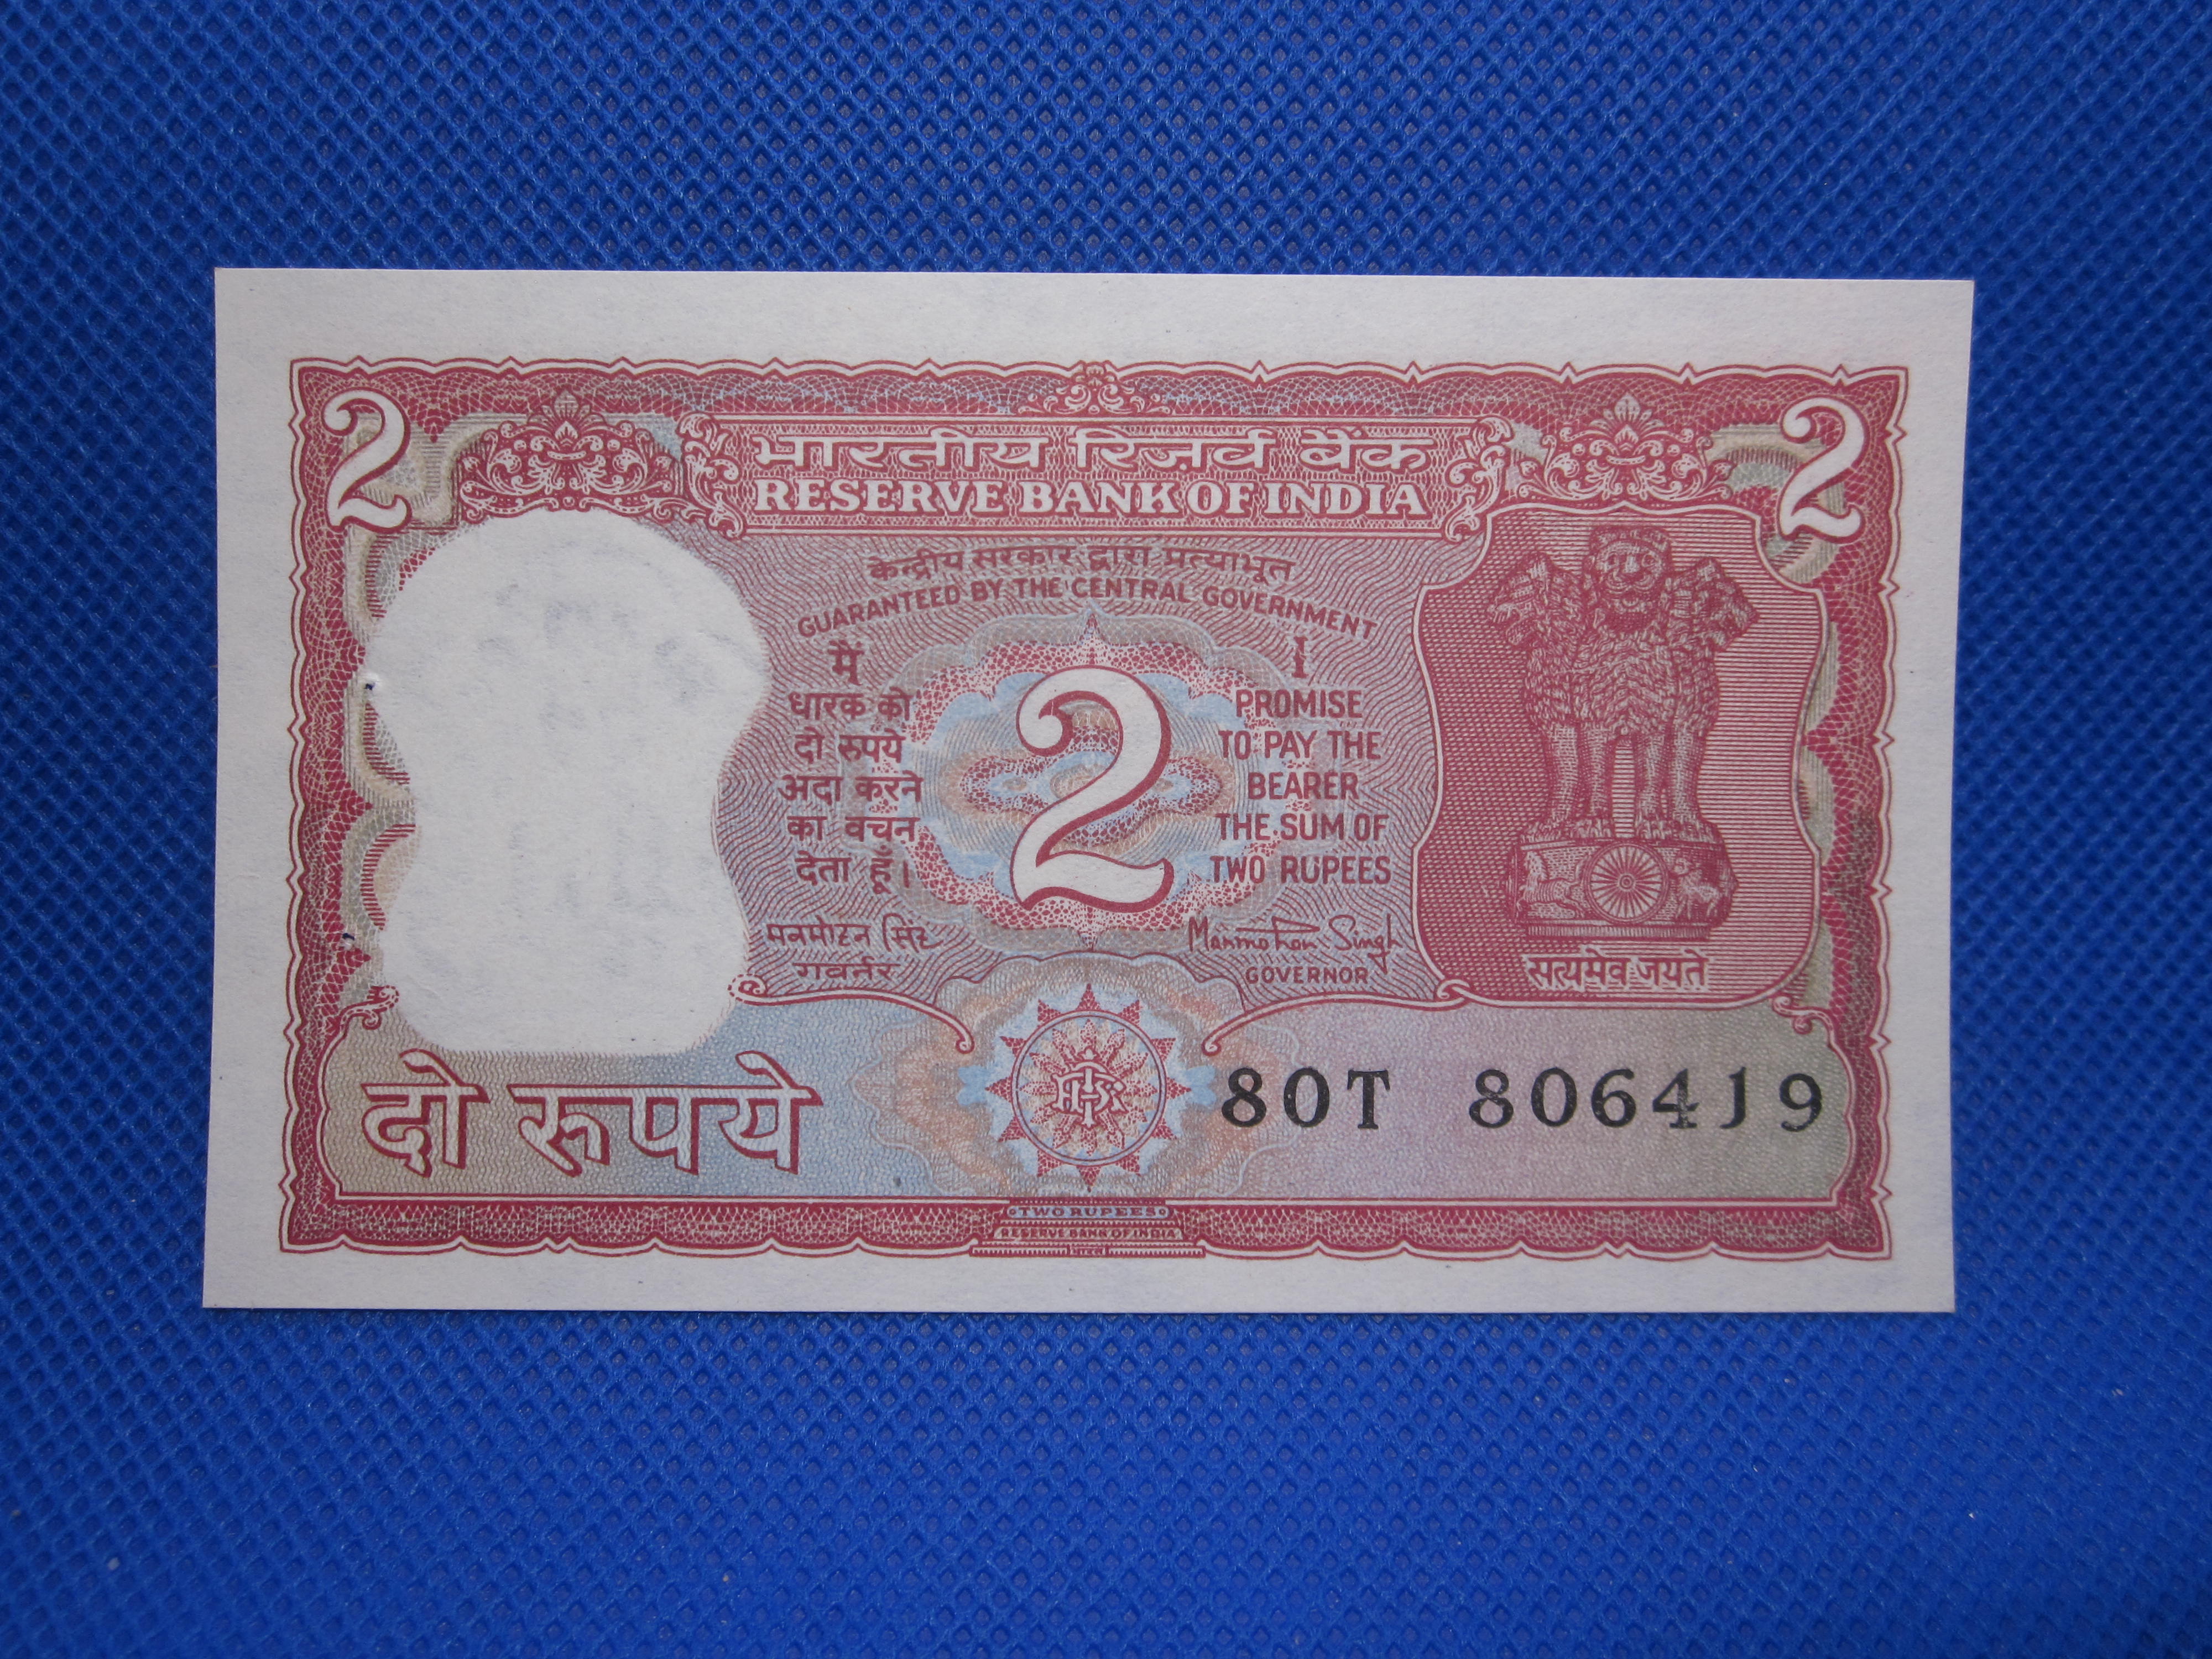 2
2
भारतीय रिज़र्व बैंक
RESERVE BANK OF INDIA
केन्द्रीय सरकार द्वारा प्रत्याभूत
GUARANTEED BY THE CENTRAL GOVERNMENT
मैं
धारक को
दो रुपये
अदा करने
का वचन
देता हूँ।
मनमोहन सिंह
गवर्नर
2
I
PROMISE
TO PAY THE
BEARER
THE SUM OF
TWO RUPEES
Manmohan Singh
GOVERNOR
सत्यमेव जयते
दो रुपये
80T 806419
TWO RUPEES
RESERVE BANK OF INDIA
भारत